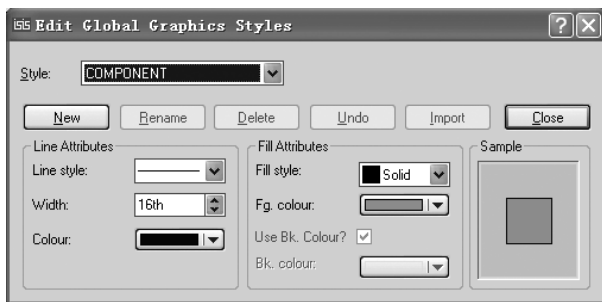 isis Edit Global Graphics Styles
Style: COMPONENT
New Rename Delete Undo Import Close
Line Attributes Fill Attributes Sample
Line style: Fill style: Solid
Width: 16th Fg. colour:
Colour: Use Bk. Colour?
Bk. colour: